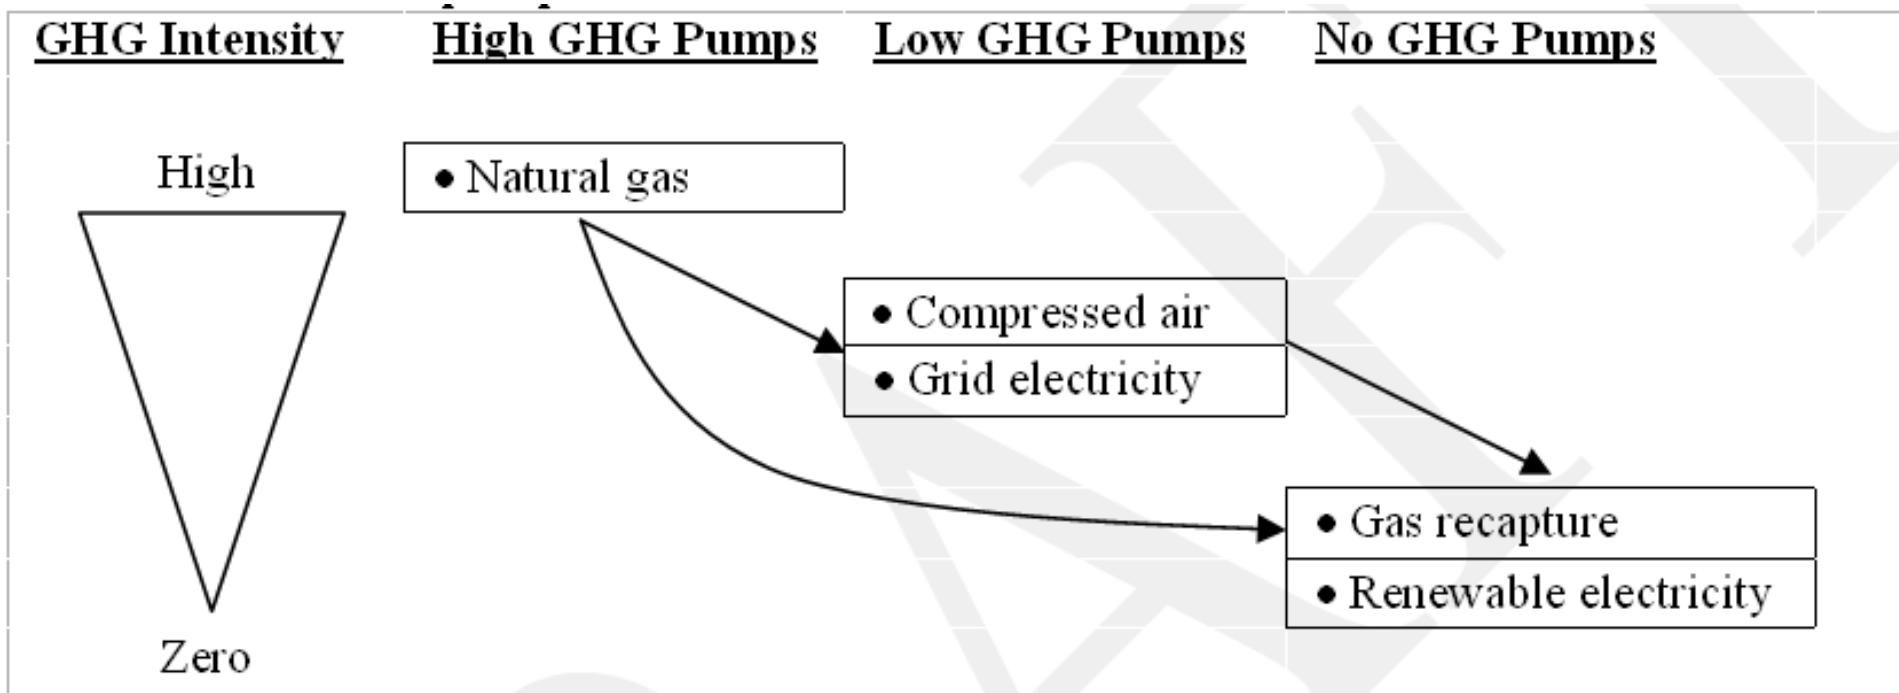 GHG Intensity High GHG Pumps Low GHG Pumps No GHG Pumps
High
• Natural gas
• Compressed air
• Grid electricity
• Gas recapture
• Renewable electricity
Zero